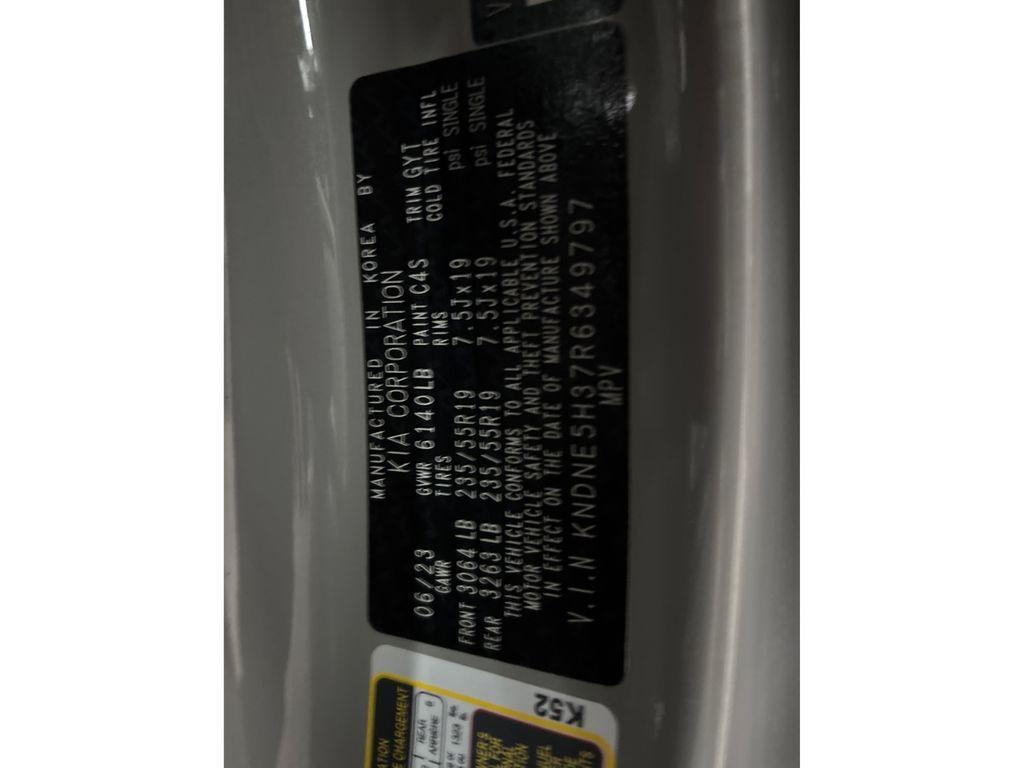 MANUFACTURED IN KOREA BY
KIA CORPORATION
06/23 GVWR 6140LB PAINT C4S TRIM GYT
GAWR TIRES RIMS COLD TIRE INFL
FRONT 3064LB 235/55R19 7.5Jx19 psi SINGLE
REAR 3263LB 235/55R19 7.5Jx19 psi SINGLE
THIS VEHICLE CONFORMS TO ALL APPLICABLE U.S.A. FEDERAL
MOTOR VEHICLE SAFETY AND THEFT PREVENTION STANDARDS
IN EFFECT ON THE DATE OF MANUFACTURE SHOWN ABOVE
V.I.N KNDNE5H37R6349797
MPV
K52
CHARGEMENT
REAR
ARRIERE